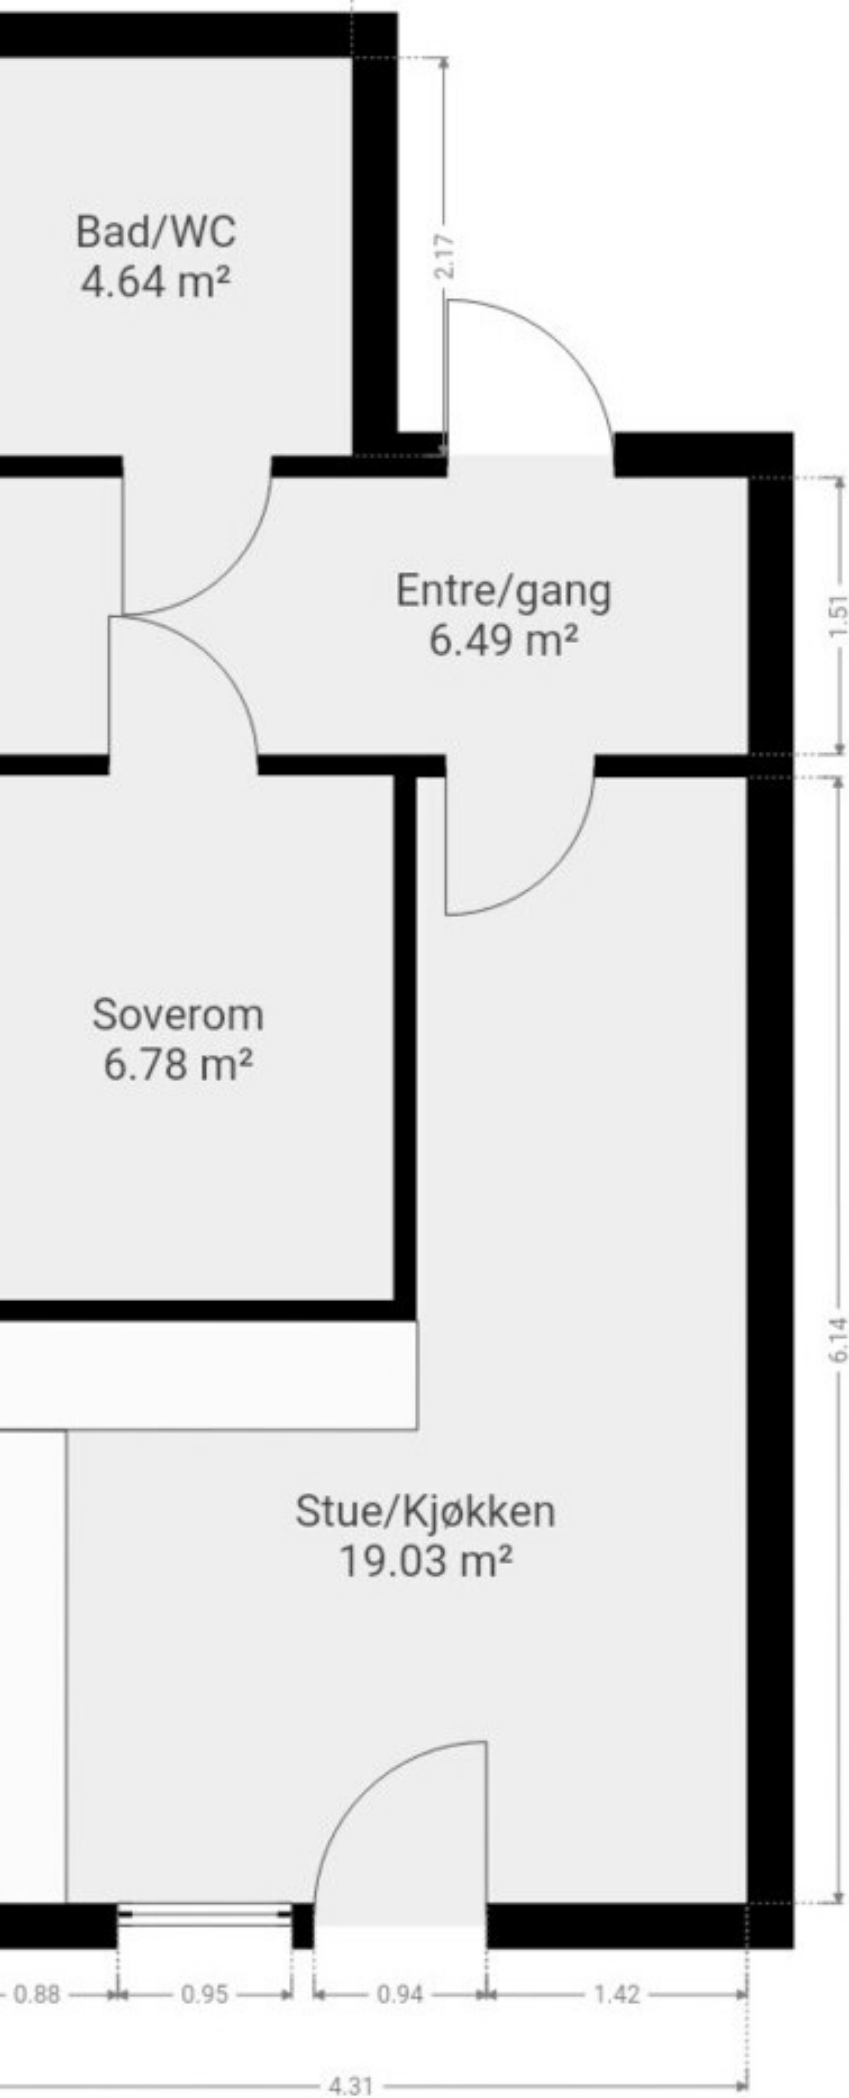 Bad/WC
4.64 m²
2.17
Entre/gang
6.49 m²
1.51
Soverom
6.78 m²
6.14
Stue/Kjøkken
19.03 m²
0.88
0.95
0.94
1.42
4.31